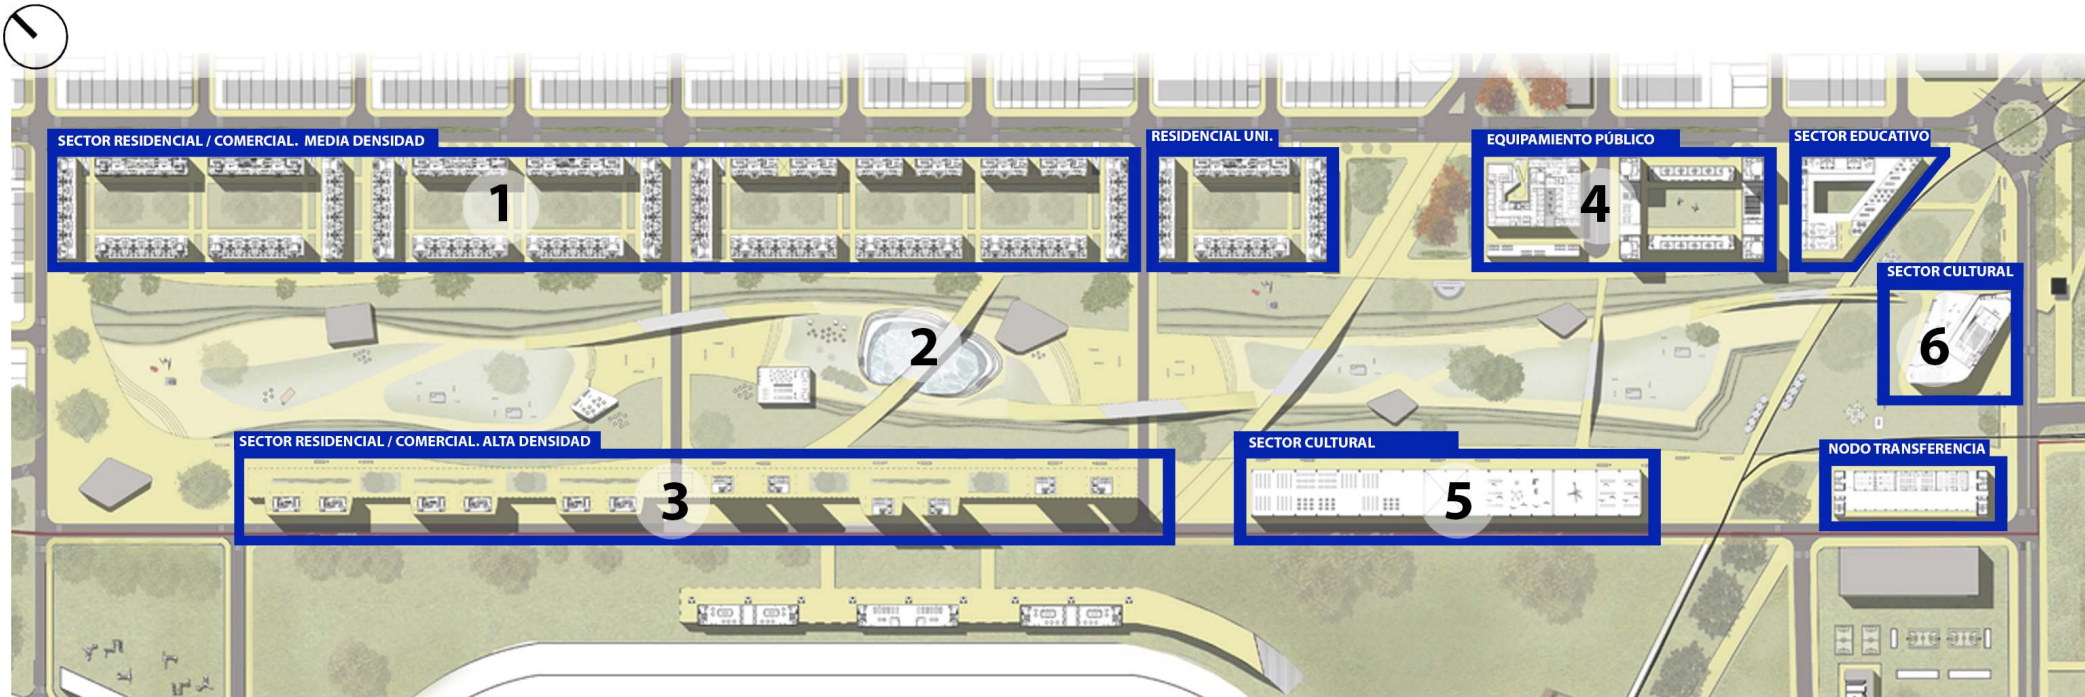 SECTOR RESIDENCIAL / COMERCIAL. MEDIA DENSIDAD
RESIDENCIAL UNI.
EQUIPAMIENTO PÚBLICO
SECTOR EDUCATIVO
1
4
SECTOR CULTURAL
2
6
SECTOR RESIDENCIAL / COMERCIAL. ALTA DENSIDAD
SECTOR CULTURAL
NODO TRANSFERENCIA
3
5